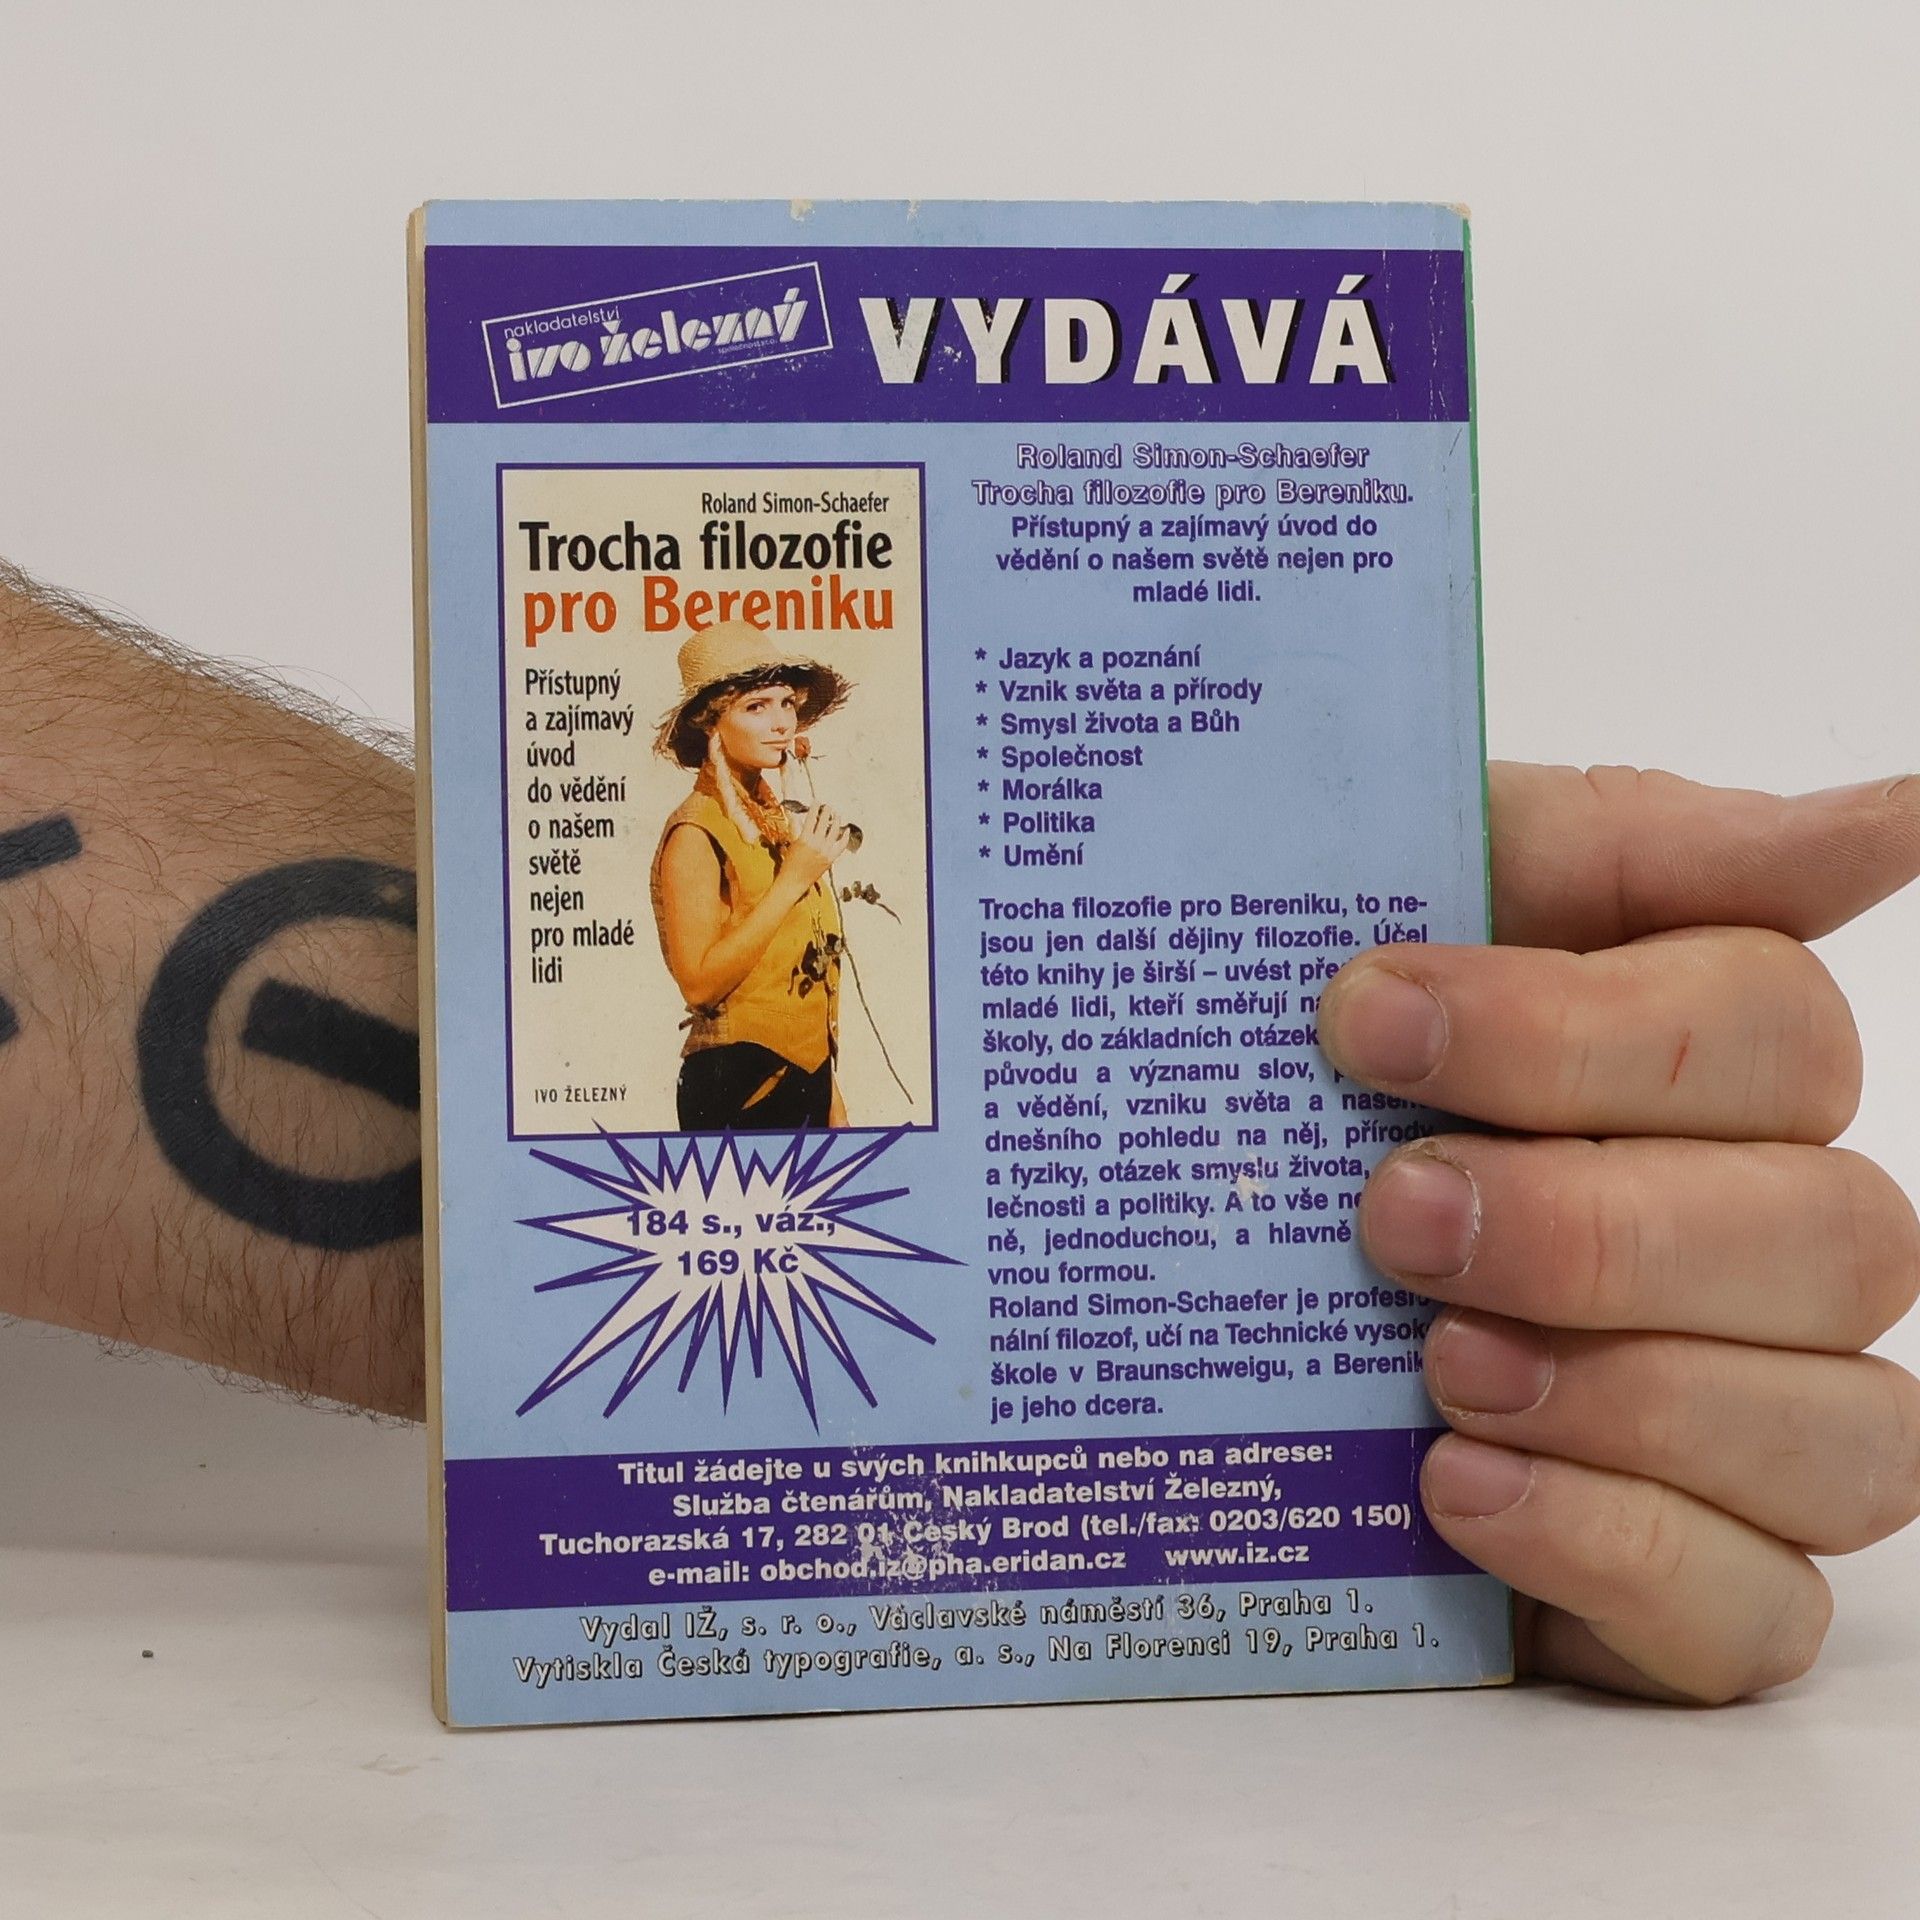 nakladatelství
ivo železný
VYDÁVÁ
Roland Simon-Schaefer
Trocha filozofie
pro Bereniku
Přístupný
a zajímavý
úvod
do vědění
o našem
světě
nejen
pro mladé
lidi
IVO ŽELEZNÝ
184 s., váz.,
169 Kč
Roland Simon-Schaefer
Trocha filozofie pro Bereniku.
Přístupný a zajímavý úvod do
vědění o našem světě nejen pro
mladé lidi.
* Jazyk a poznání
* Vznik světa a přírody
* Smysl života a Bůh
* Společnost
* Morálka
* Politika
* Umění
Trocha filozofie pro Bereniku, to ne-
jsou jen další dějiny filozofie. Účel
této knihy je širší – uvést
mladé lidi, kteří směřují
školy, do základních otázek
původu a významu slov,
a vědění, vzniku světa a
dnešního pohledu na něj, přírody
a fyziky, otázek smyslu života,
lečnosti a politiky. A to vše
ně, jednoduchou, a hlavně
vnou formou.
Roland Simon-Schaefer je profesio-
nální filozof, učí na Technické
škole v Braunschweigu, a
je jeho dcera.
Titul žádejte u svých knihkupců nebo na adrese:
Služba čtenářům, Nakladatelství Železný,
Tuchorazská 17, 282 01 Český Brod (tel./fax: 0203/620 150)
e-mail: obchod.iz@pha.eridan.cz www.iz.cz
Vydal IŽ, s. r. o., Václavské náměstí 36, Praha 1.
Vytiskla Česká typografie, a. s., Na Florenci 19, Praha 1.